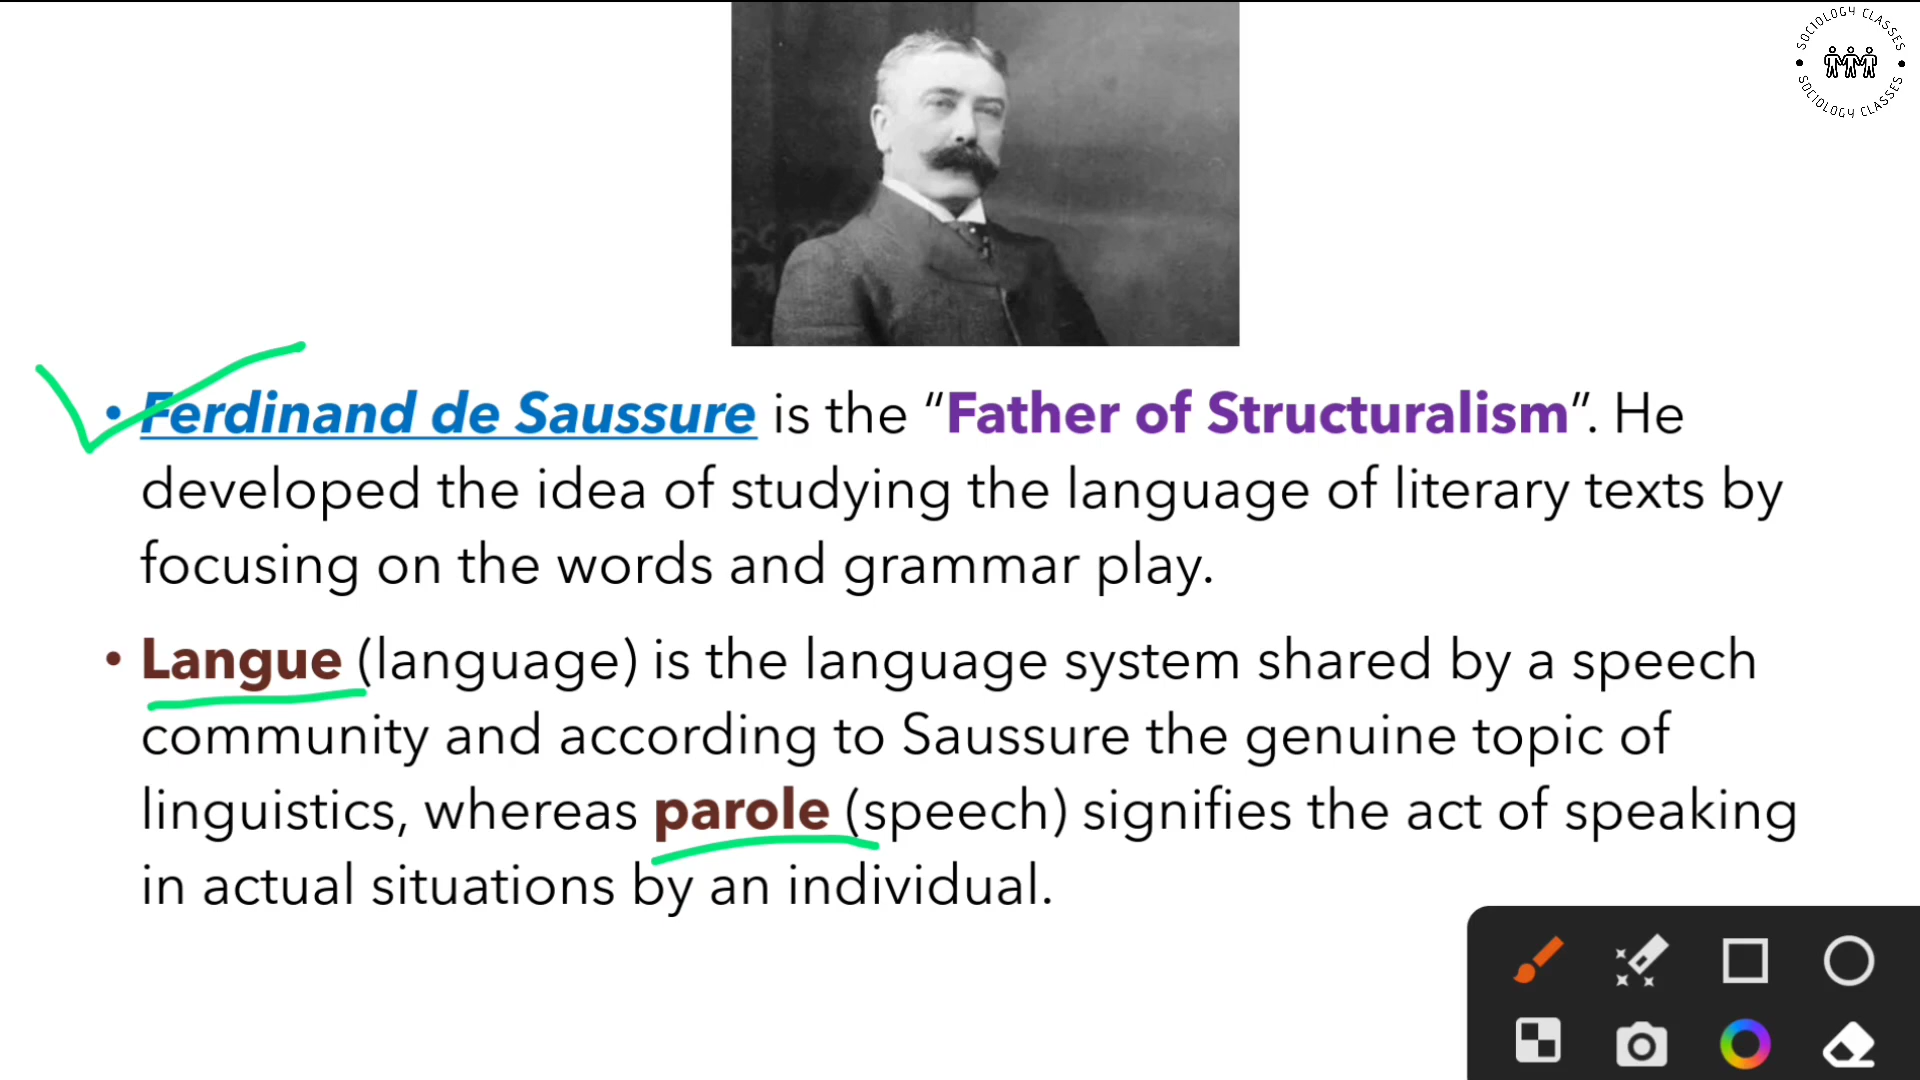 SOCIOLOGY CLASSES
SOCIOLOGY CLASSES
• Ferdinand de Saussure is the “Father of Structuralism”. He
developed the idea of studying the language of literary texts by
focusing on the words and grammar play.
• Langue (language) is the language system shared by a speech
community and according to Saussure the genuine topic of
linguistics, whereas parole (speech) signifies the act of speaking
in actual situations by an individual.